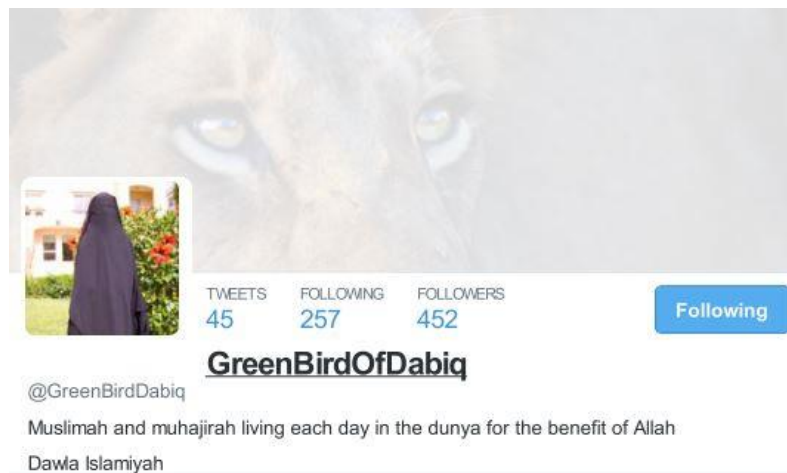 TWEETS FOLLOWING FOLLOWERS
45 257 452
Following
GreenBirdOfDabiq
@GreenBirdDabiq
Muslimah and muhajirah living each day in the dunya for the benefit of Allah
Dawla Islamiyah